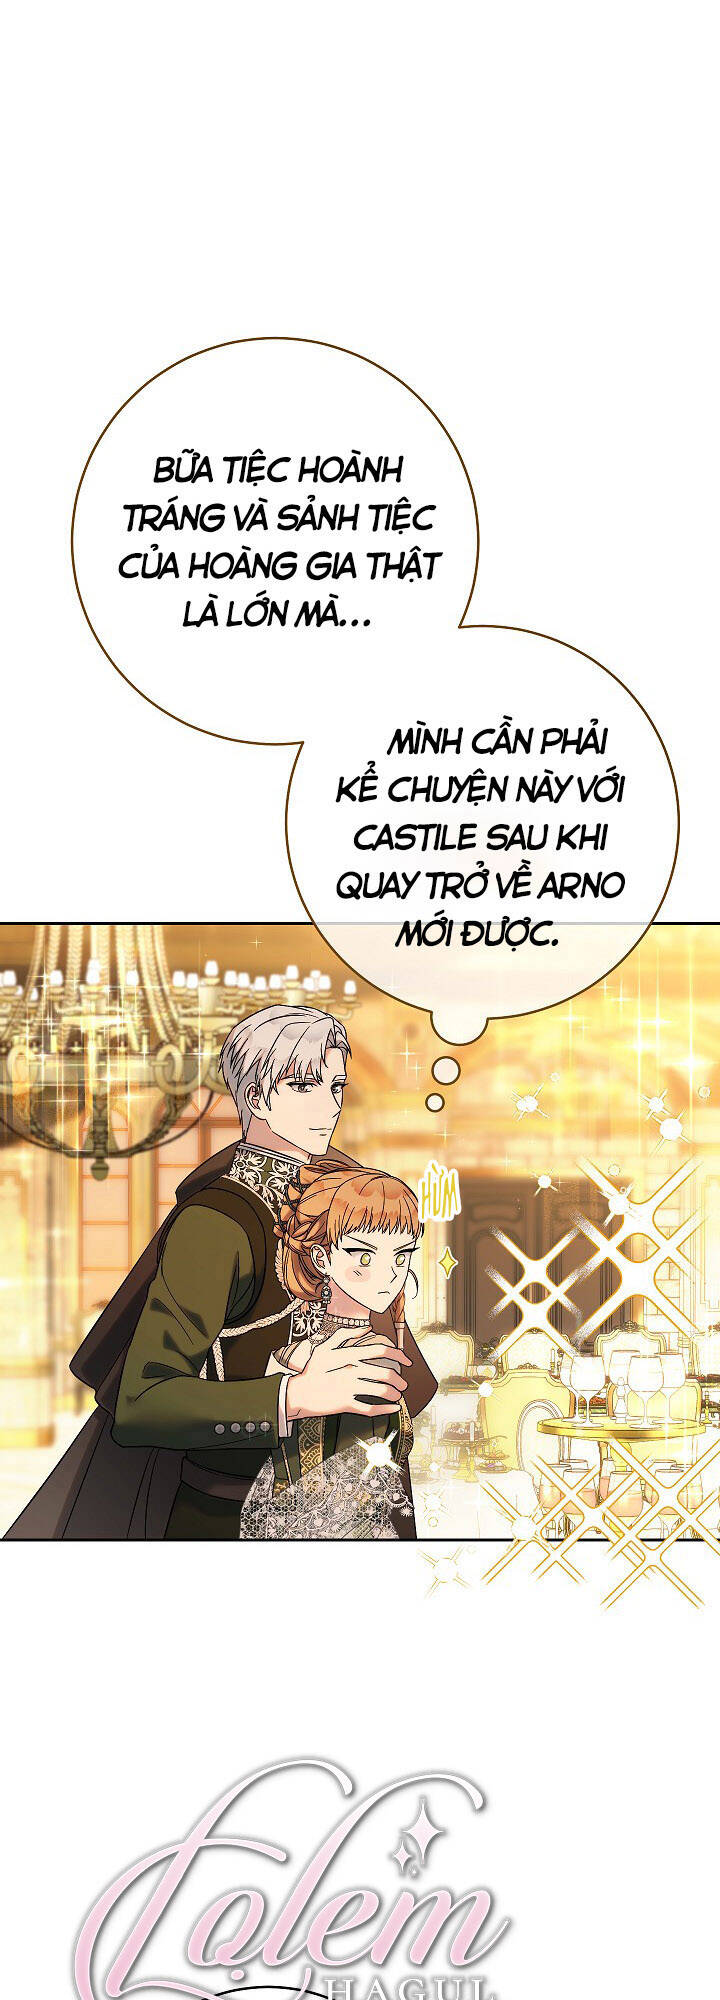 BỮA TIỆC HOÀNH
TRÁNG VÀ SẢNH TIỆC
CỦA HOÀNG GIA THẬT
LÀ LỚN MÀ...
MÌNH CẦN PHẢI
KỂ CHUYỆN NÀY VỚI
CASTILE SAU KHI
QUAY TRỞ VỀ ARNO
MỚI ĐƯỢC.
HÙM
Lọlem
HAGUL